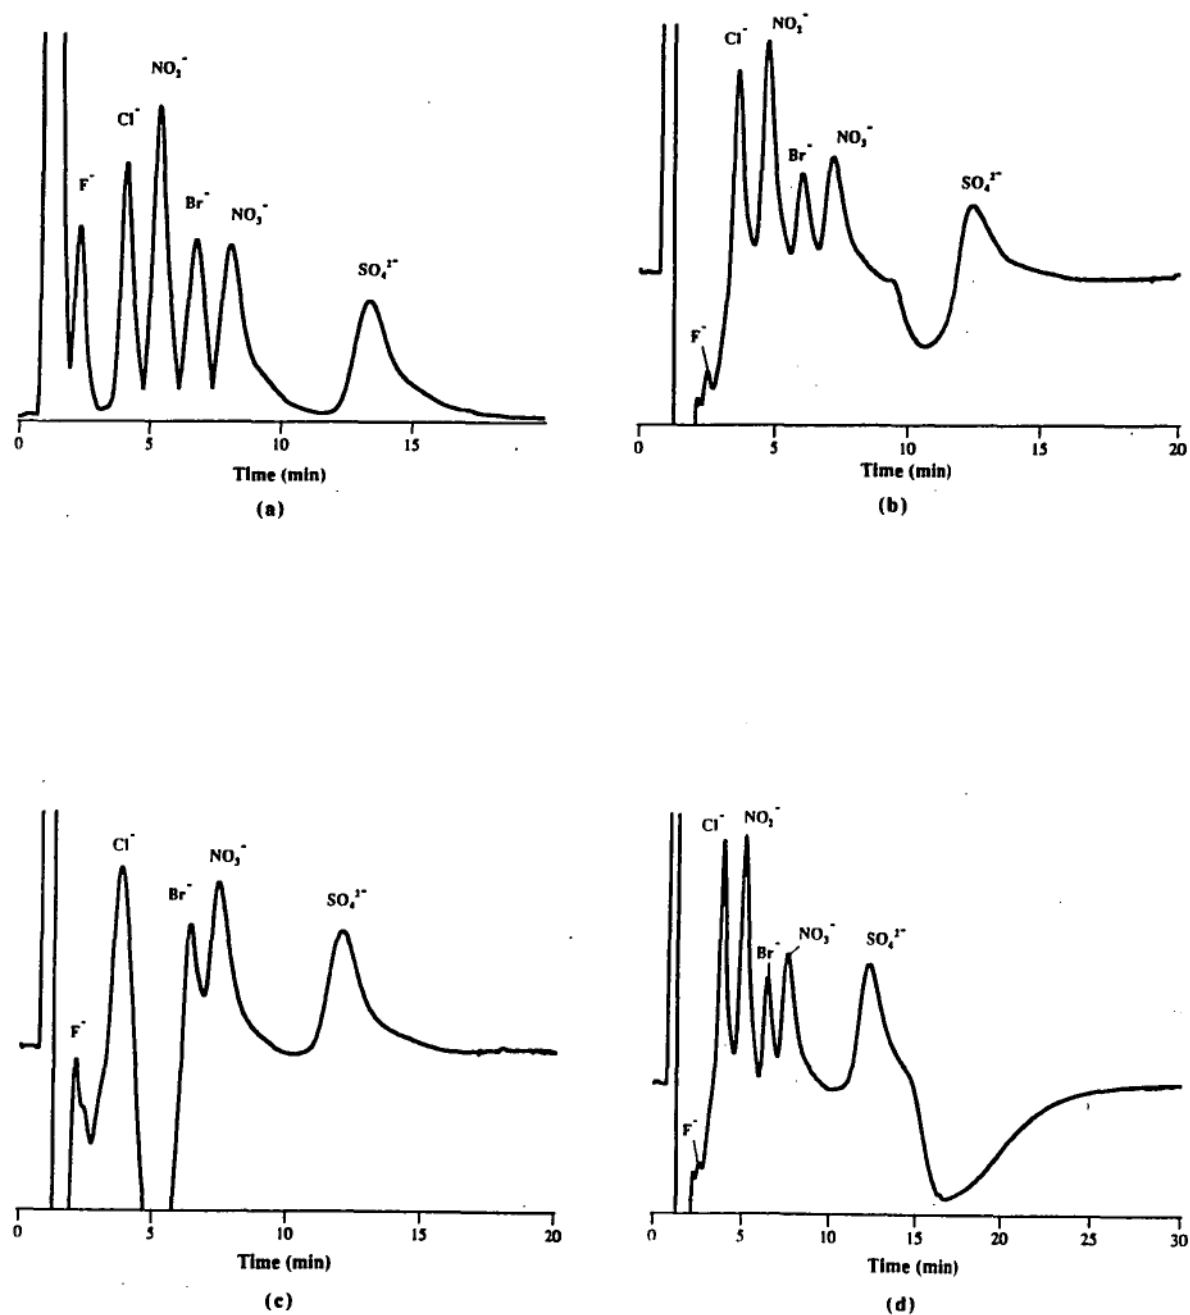 NO₂⁻
Cl⁻
F⁻
Br⁻
NO₃⁻
SO₄²⁻
0 5 10 15
Time (min)
(a)
NO₂⁻
Cl⁻
NO₃⁻
Br⁻
SO₄²⁻
F⁻
0 5 10 15 20
Time (min)
(b)
Cl⁻
NO₃⁻
Br⁻
SO₄²⁻
F⁻
0 5 10 15 20
Time (min)
(c)
NO₂⁻
Cl⁻
NO₃⁻
SO₄²⁻
Br⁻
F⁻
0 5 10 15 20 25 30
Time (min)
(d)